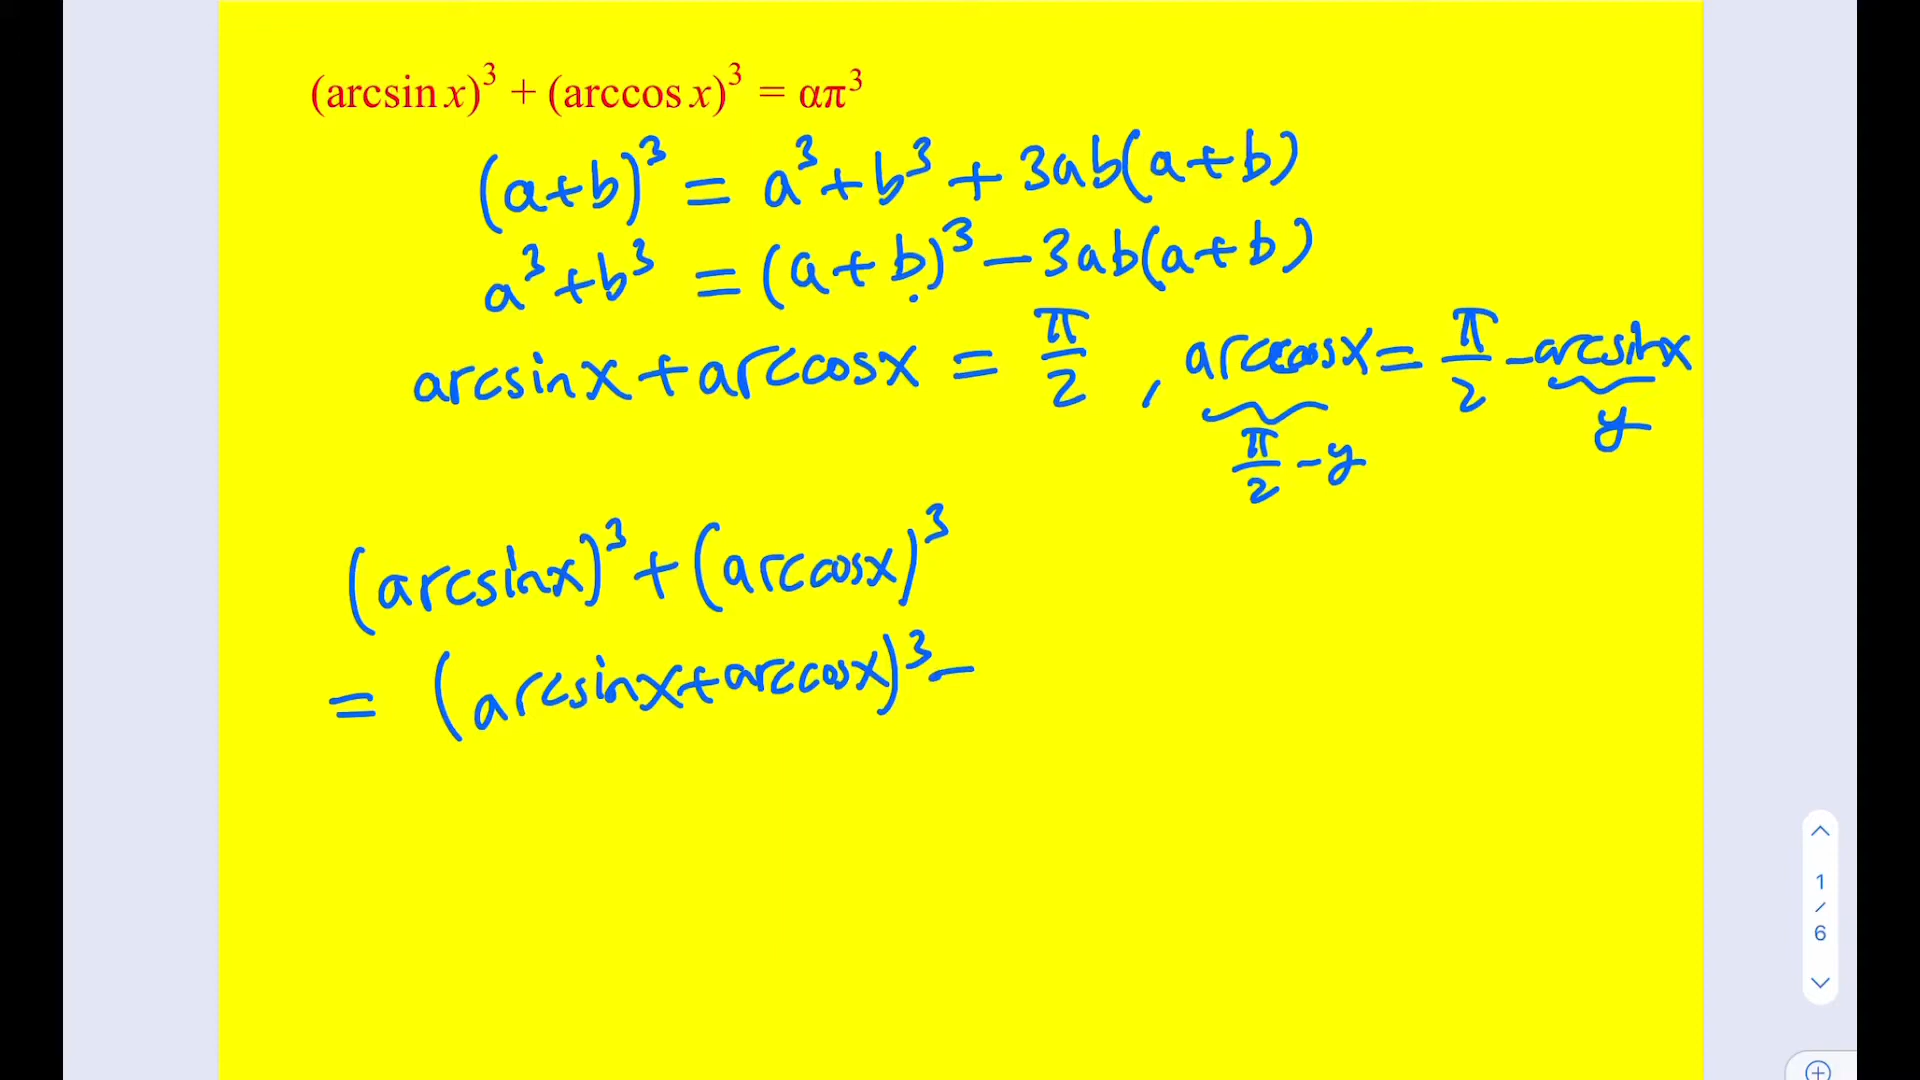 (arcsin x)³ + (arccos x)³ = απ³
(a+b)³ = a³+b³ + 3ab(a+b)
a³+b³ = (a+b)³ − 3ab(a+b)
arcsinx + arccosx = π/2 , arccosx = π/2 − arcsinx
π/2 − y y
(arcsinx)³ + (arccosx)³
= (arcsinx+arccosx)³ −
1
/
6